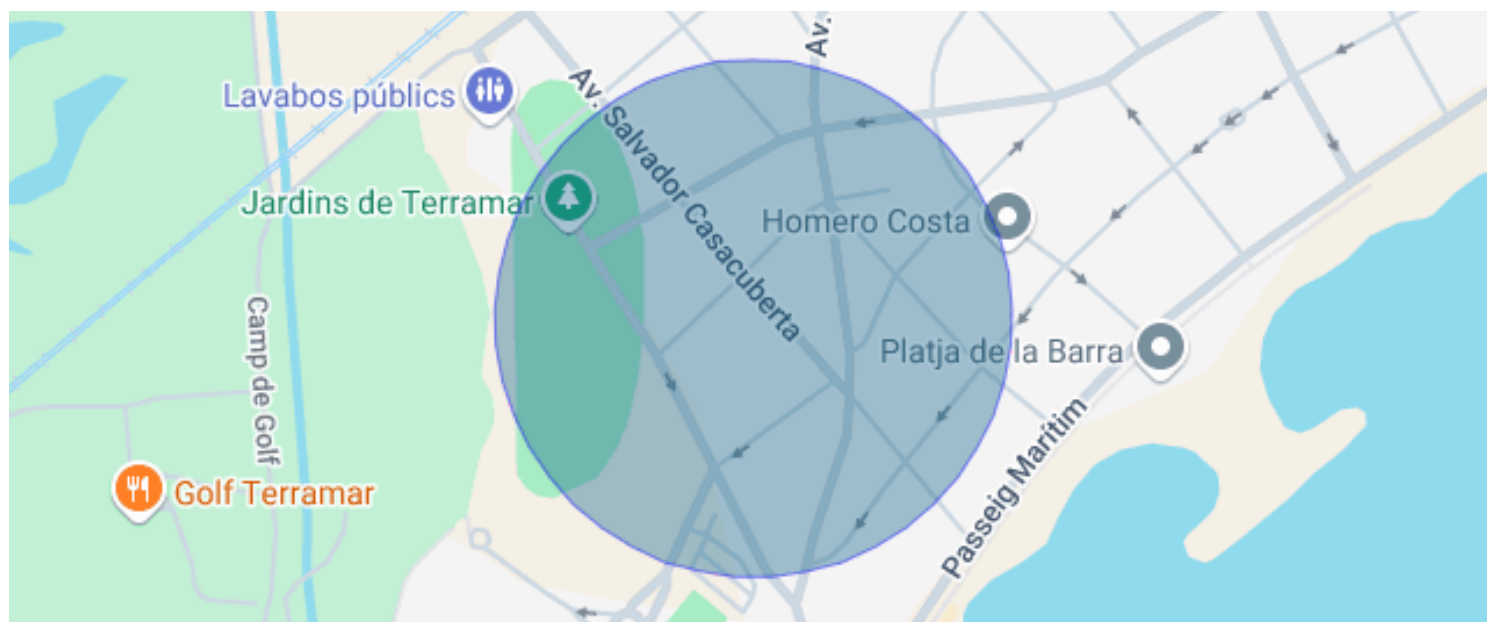 Av.
Lavabos públics
Av. Salvador Casacuberta
Jardins de Terramar
Homero Costa
Camp de Golf
Platja de la Barra
Golf Terramar
Passeig Marítim